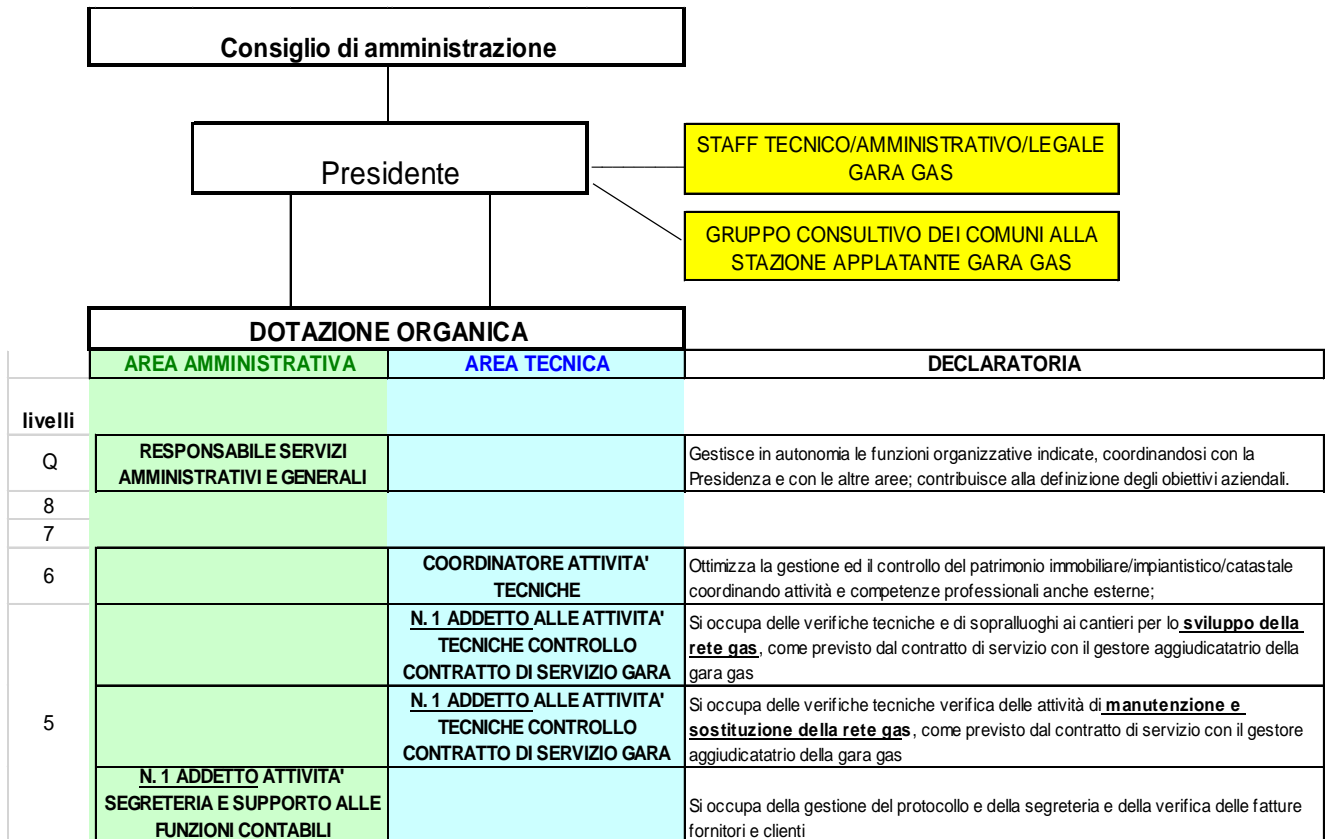 Consiglio di amministrazione
Presidente
STAFF TECNICO/AMMINISTRATIVO/LEGALE
GARA GAS
GRUPPO CONSULTIVO DEI COMUNI ALLA
STAZIONE APPLATANTE GARA GAS
DOTAZIONE ORGANICA
AREA AMMINISTRATIVA
AREA TECNICA
DECLARATORIA
livelli
Q
RESPONSABILE SERVIZI
AMMINISTRATIVI E GENERALI
Gestisce in autonomia le funzioni organizzative indicate, coordinandosi con la
Presidenza e con le altre aree; contribuisce alla definizione degli obiettivi aziendali.
8
7
6
COORDINATORE ATTIVITA'
TECNICHE
Ottimizza la gestione ed il controllo del patrimonio immobiliare/impiantistico/catastale
coordinando attività e competenze professionali anche esterne;
5
N. 1 ADDETTO ALLE ATTIVITA'
TECNICHE CONTROLLO
CONTRATTO DI SERVIZIO GARA
Si occupa delle verifiche tecniche e di sopralluoghi ai cantieri per lo sviluppo della
rete gas, come previsto dal contratto di servizio con il gestore aggiudicatatrio della
gara gas
N. 1 ADDETTO ALLE ATTIVITA'
TECNICHE CONTROLLO
CONTRATTO DI SERVIZIO GARA
Si occupa delle verifiche tecniche verifica delle attività di manutenzione e
sostituzione della rete gas, come previsto dal contratto di servizio con il gestore
aggiudicatatrio della gara gas
N. 1 ADDETTO ATTIVITA'
SEGRETERIA E SUPPORTO ALLE
FUNZIONI CONTABILI
Si occupa della gestione del protocollo e della segreteria e della verifica delle fatture
fornitori e clienti